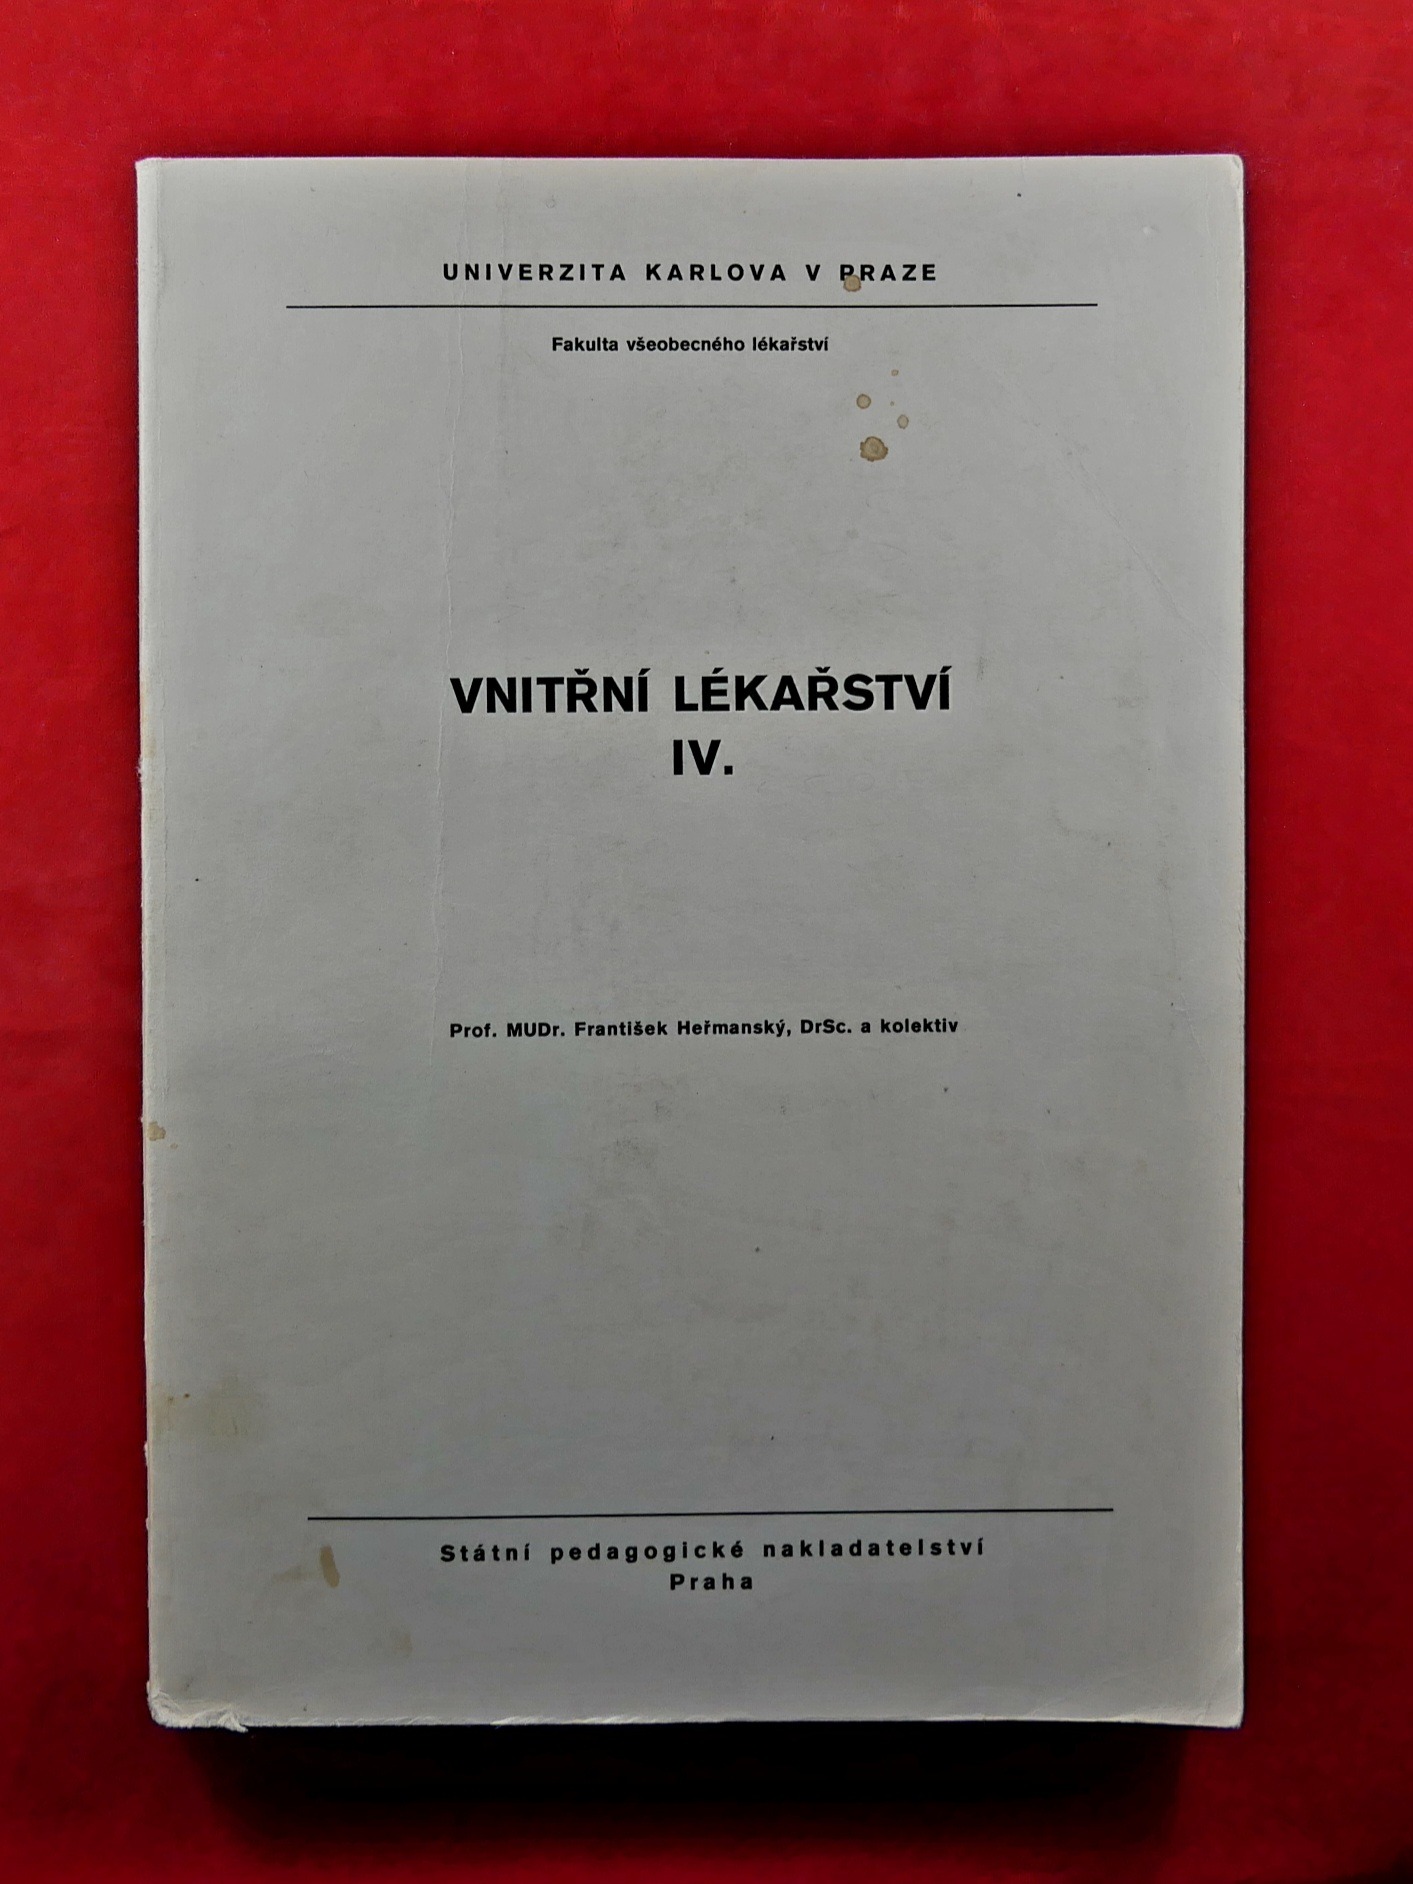 UNIVERZITA KARLOVA V PRAZE
Fakulta všeobecného lékařství
VNITŘNÍ LÉKAŘSTVÍ
IV.
Prof. MUDr. František Heřmanský, DrSc. a kolektiv
Státní pedagogické nakladatelství
Praha